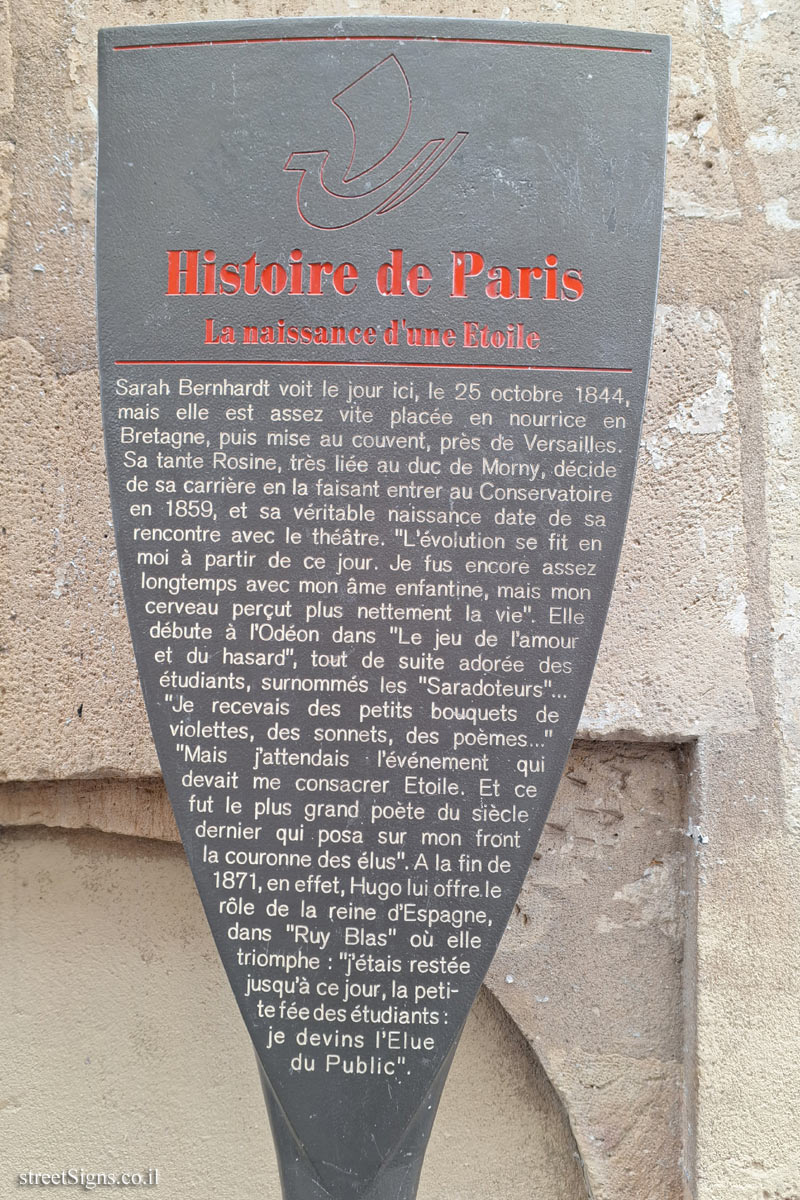 Histoire de Paris
La naissance d'une Etoile
Sarah Bernhardt voit le jour ici, le 25 octobre 1844,
mais elle est assez vite placée en nourrice en
Bretagne, puis mise au couvent, près de Versailles.
Sa tante Rosine, très liée au duc de Morny, décide
de sa carrière en la faisant entrer au Conservatoire
en 1859, et sa véritable naissance date de sa
rencontre avec le théâtre. "L'évolution se fit en
moi à partir de ce jour. Je fus encore assez
longtemps avec mon âme enfantine, mais mon
cerveau perçut plus nettement la vie". Elle
débute à l'Odéon dans "Le jeu de l'amour
et du hasard", tout de suite adorée des
étudiants, surnommés les "Saradoteurs"...
"Je recevais des petits bouquets de
violettes, des sonnets, des poèmes..."
"Mais j'attendais l'événement qui
devait me consacrer Etoile. Et ce
fut le plus grand poète du siècle
dernier qui posa sur mon front
la couronne des élus". A la fin de
1871, en effet, Hugo lui offre le
rôle de la reine d'Espagne,
dans "Ruy Blas" où elle
triomphe : "j'étais restée
jusqu'à ce jour, la peti-
te fée des étudiants :
je devins l'Elue
du Public".
streetSigns.co.il